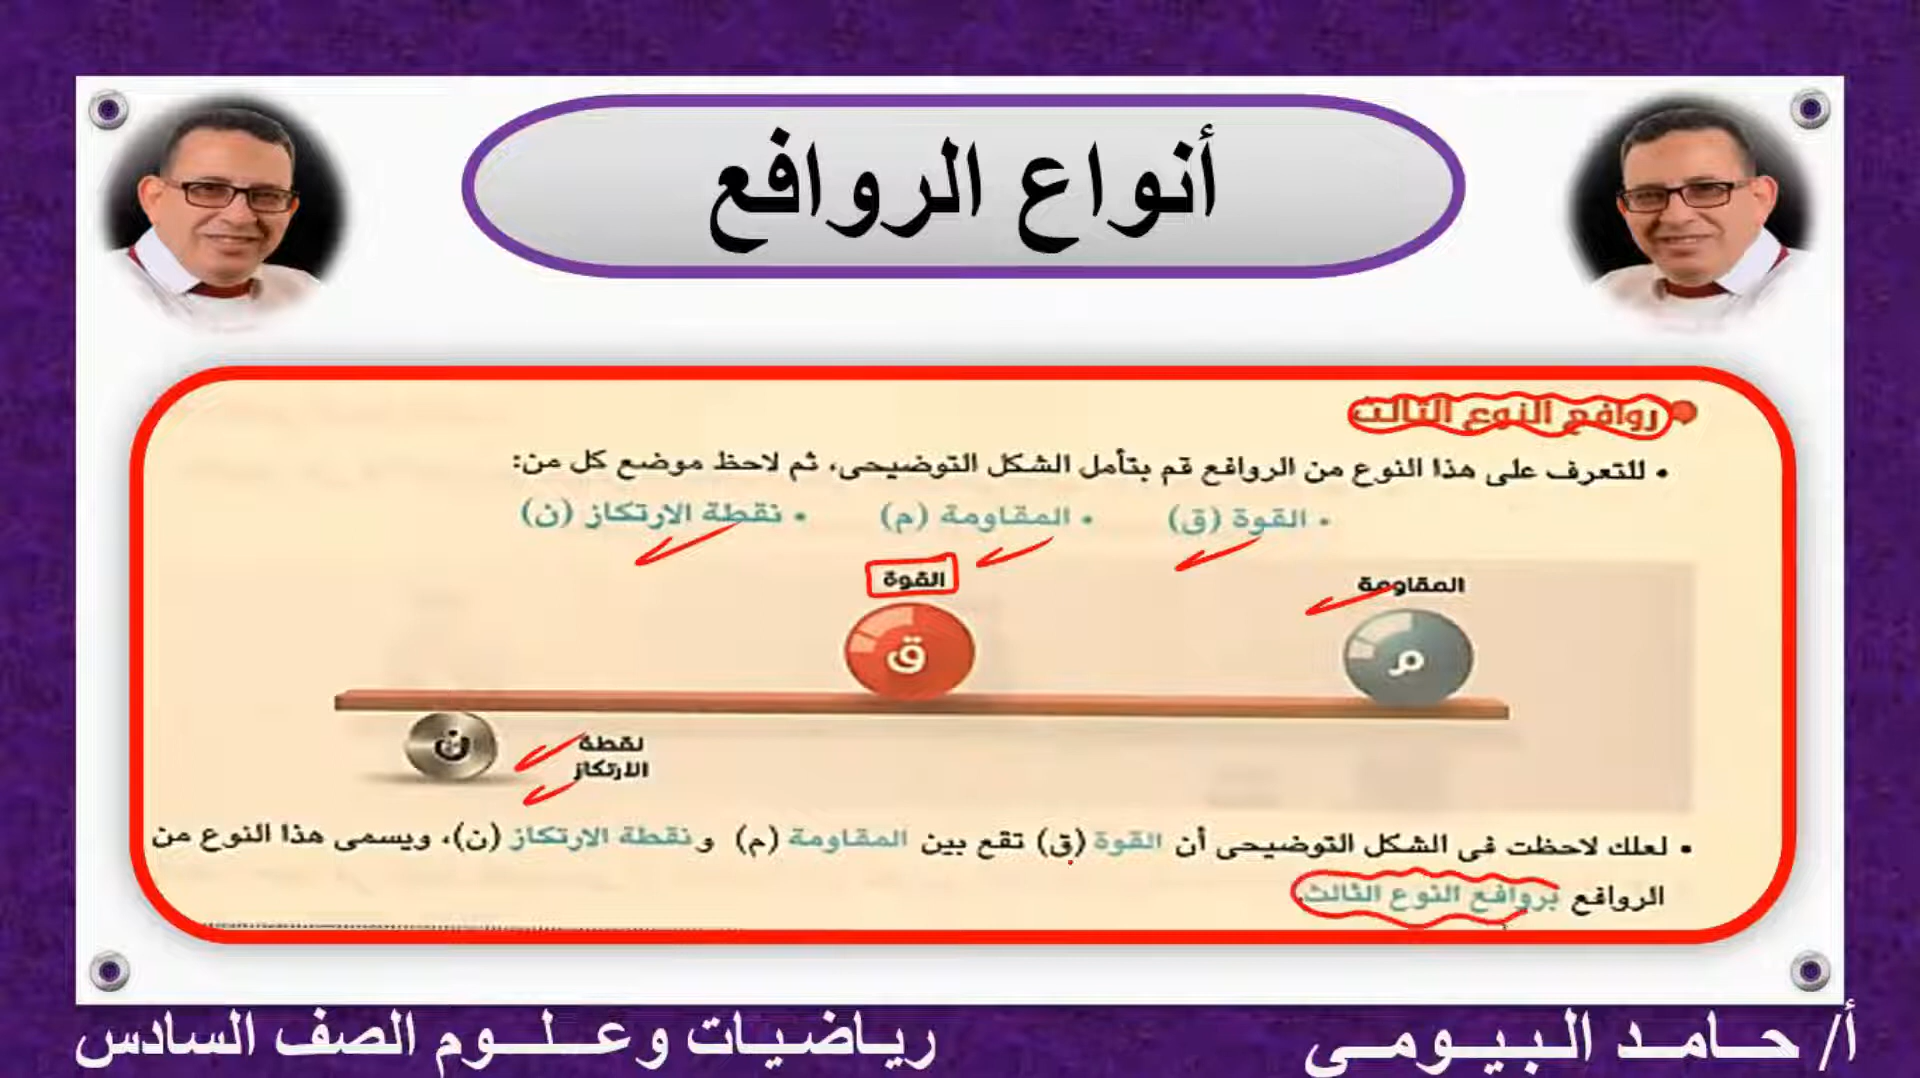 أنواع الروافع
روافع النوع الثالث
• للتعرف على هذا النوع من الروافع قم بتأمل الشكل التوضيحى، ثم لاحظ موضع كل من:
• القوة (ق) • المقاومة (م) • نقطة الارتكاز (ن)
المقاومة
القوة
م
ق
ن
نقطة
الارتكاز
• لعلك لاحظت فى الشكل التوضيحى أن القوة (ق) تقع بين المقاومة (م) ونقطة الارتكاز (ن)، ويسمى هذا النوع من
الروافع بروافع النوع الثالث.
أ/ حامد البيومى
رياضيات وعلوم الصف السادس